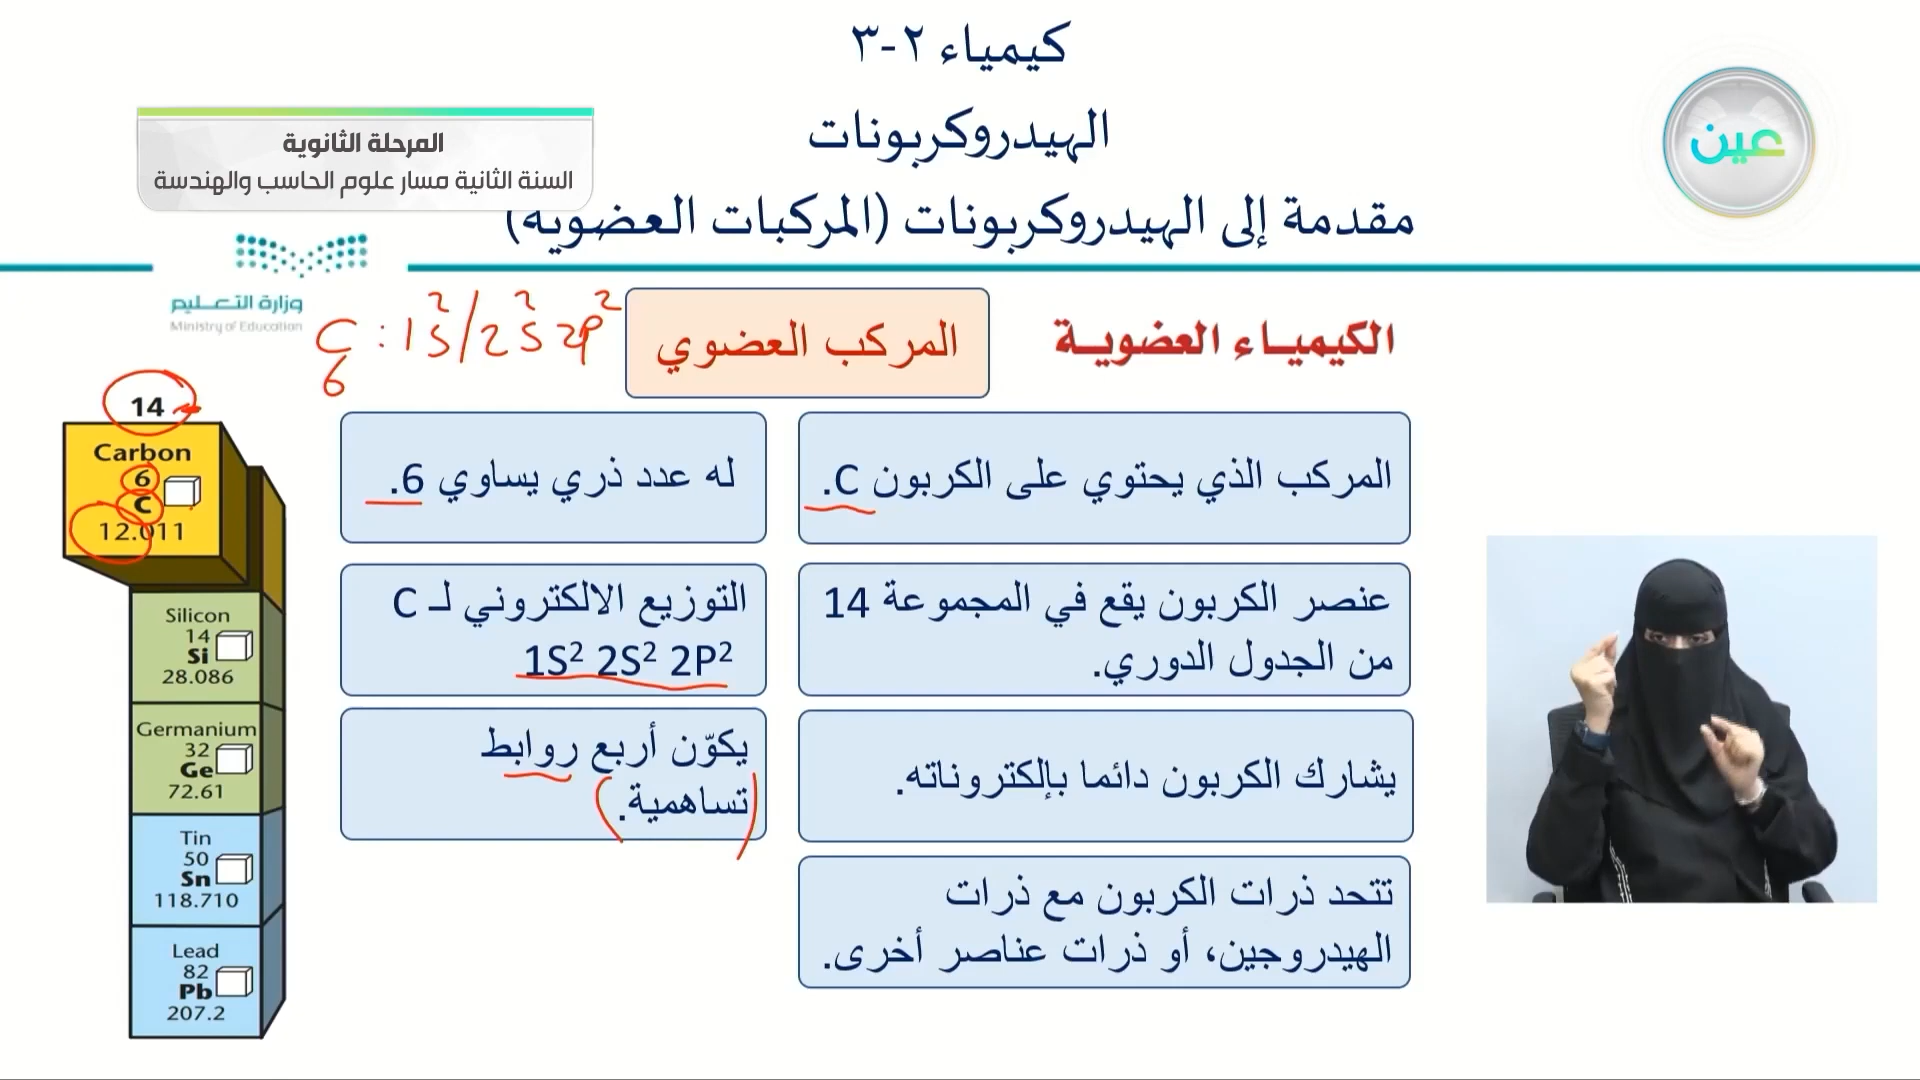 كيمياء ٢-٣
الهيدروكربونات
مقدمة إلى الهيدروكربونات (المركبات العضوية)
عين
المرحلة الثانوية
السنة الثانية مسار علوم الحاسب والهندسة
وزارة التعليم
Ministry of Education
الكيمياء العضوية
المركب العضوي
C : 1S²/2S² 2P²
6
المركب الذي يحتوي على الكربون C.
له عدد ذري يساوي 6.
عنصر الكربون يقع في المجموعة 14
من الجدول الدوري.
التوزيع الالكتروني لـ C
1S² 2S² 2P²
يشارك الكربون دائما بإلكتروناته.
يكوّن أربع روابط
تساهمية.
تتحد ذرات الكربون مع ذرات
الهيدروجين، أو ذرات عناصر أخرى.
14
Carbon
6
C
12.011
Silicon
14
Si
28.086
Germanium
32
Ge
72.61
Tin
50
Sn
118.710
Lead
82
Pb
207.2